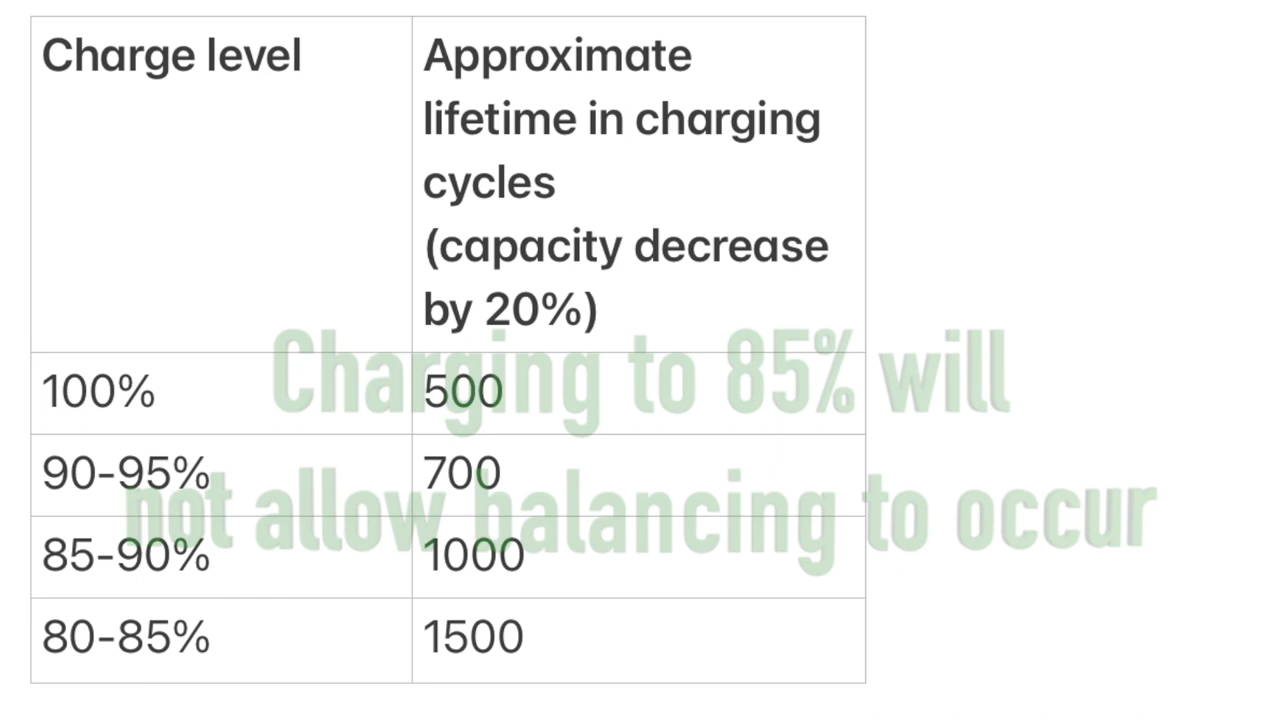 Charge level
Approximate
lifetime in charging
cycles
(capacity decrease
by 20%)
100%
500
90-95%
700
85-90%
1000
80-85%
1500
Charging to 85% will
not allow balancing to occur